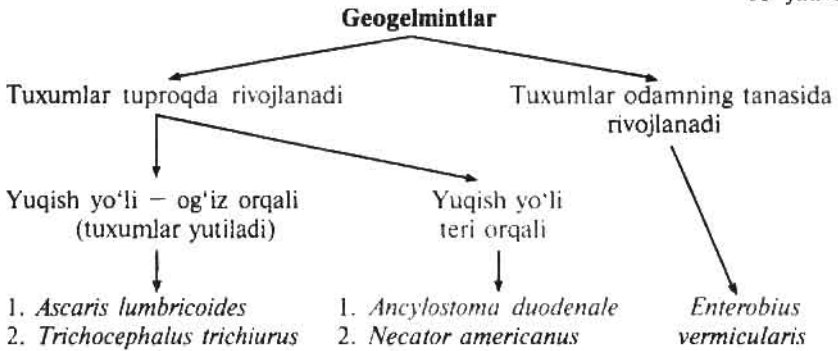 Geogelmintlar
Tuxumlar tuproqda rivojlanadi
Tuxumlar odamning tanasida
rivojlanadi
Yuqish yo‘li — og‘iz orqali
(tuxumlar yutiladi)
Yuqish yo‘li
teri orqali
1. Ascaris lumbricoides
2. Trichocephalus trichiurus
1. Ancylostoma duodenale
2. Necator americanus
Enterobius
vermicularis